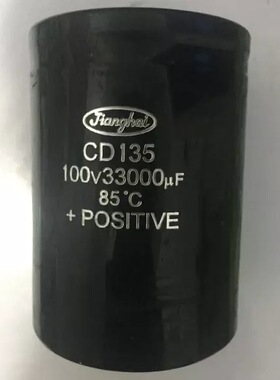 Jianghai
CD135
100V33000μF
85°C
+ POSITIVE